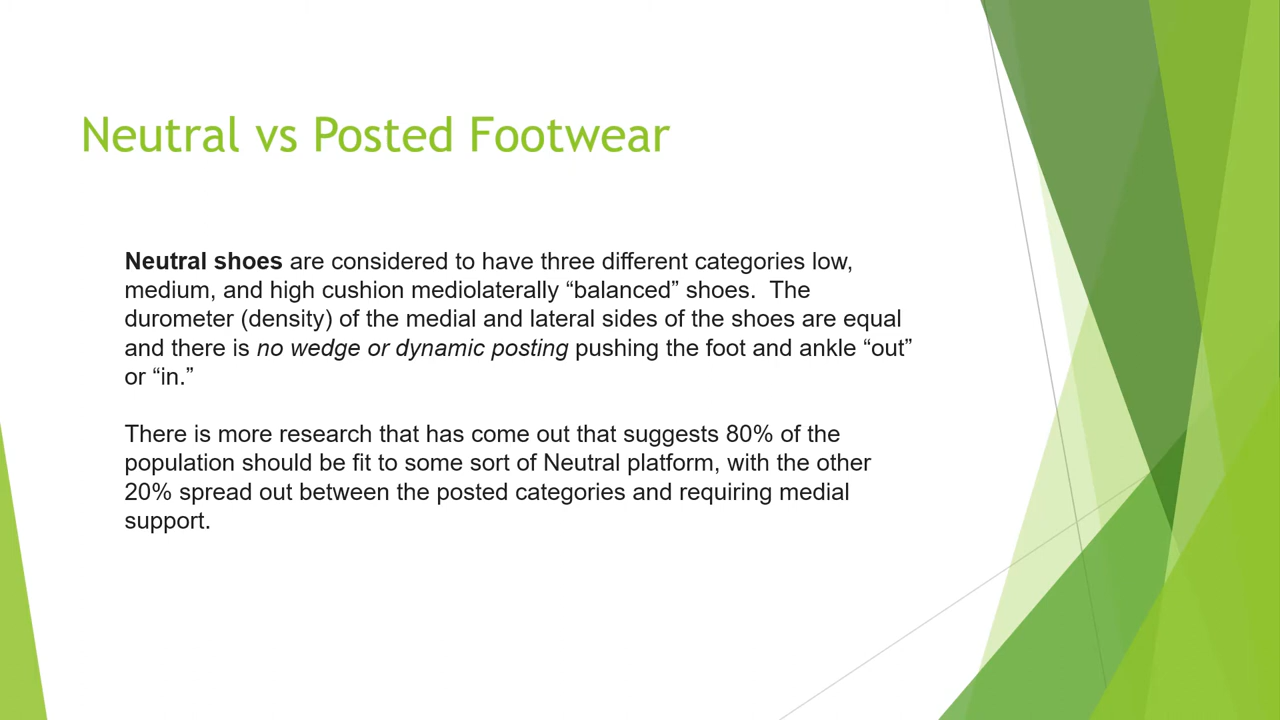 Neutral vs Posted Footwear
Neutral shoes are considered to have three different categories low,
medium, and high cushion mediolaterally “balanced” shoes.  The
durometer (density) of the medial and lateral sides of the shoes are equal
and there is no wedge or dynamic posting pushing the foot and ankle “out”
or “in.”
There is more research that has come out that suggests 80% of the
population should be fit to some sort of Neutral platform, with the other
20% spread out between the posted categories and requiring medial
support.